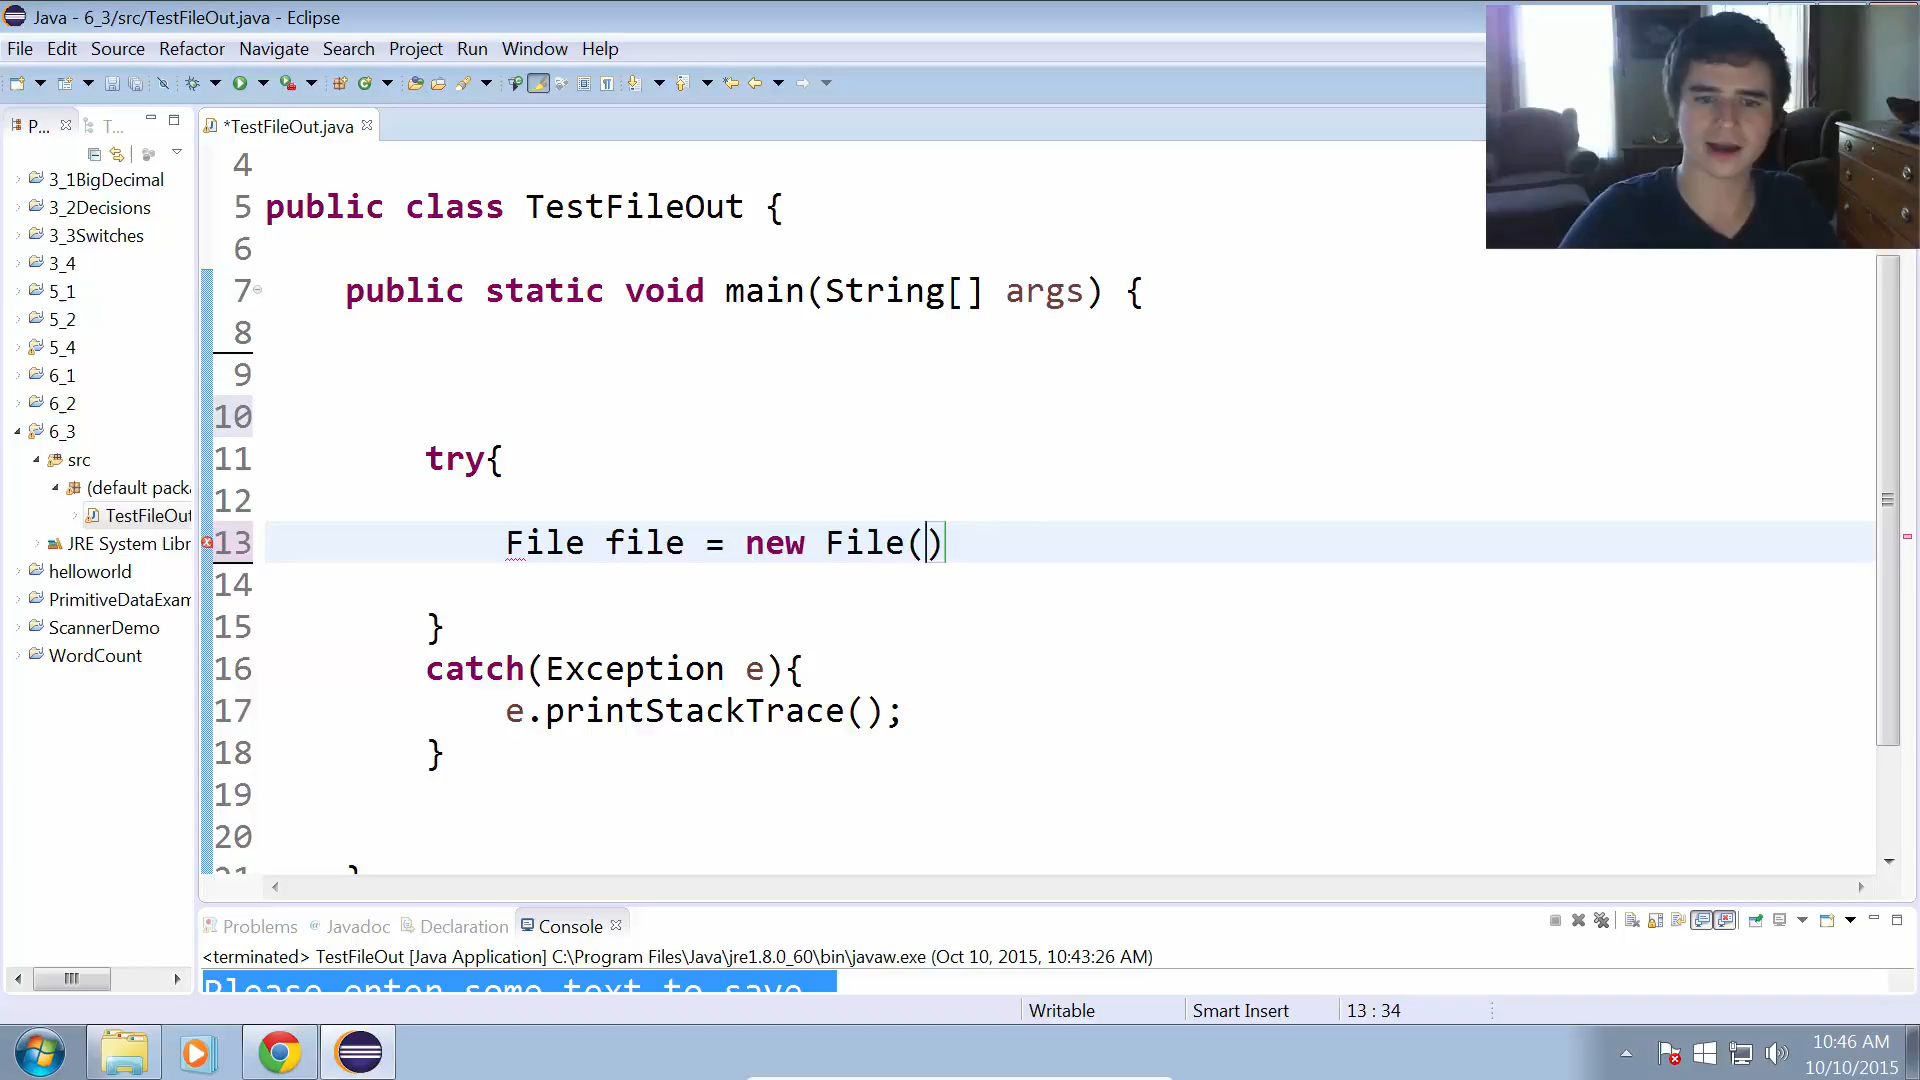 Java - 6_3/src/TestFileOut.java - Eclipse
File Edit Source Refactor Navigate Search Project Run Window Help
P...
T...
*TestFileOut.java
3_1BigDecimal
3_2Decisions
3_3Switches
3_4
5_1
5_2
5_4
6_1
6_2
6_3
src
(default packa
TestFileOut
JRE System Libr
helloworld
PrimitiveDataExam
ScannerDemo
WordCount
4
5 public class TestFileOut {
6
7 public static void main(String[] args) {
8
9
10
11 try{
12
13 File file = new File()
14
15 }
16 catch(Exception e){
17 e.printStackTrace();
18 }
19
20
21 }
Problems Javadoc Declaration Console
<terminated> TestFileOut [Java Application] C:\Program Files\Java\jre1.8.0_60\bin\javaw.exe (Oct 10, 2015, 10:43:26 AM)
Please enter some text to save
Writable Smart Insert 13 : 34
10:46 AM
10/10/2015